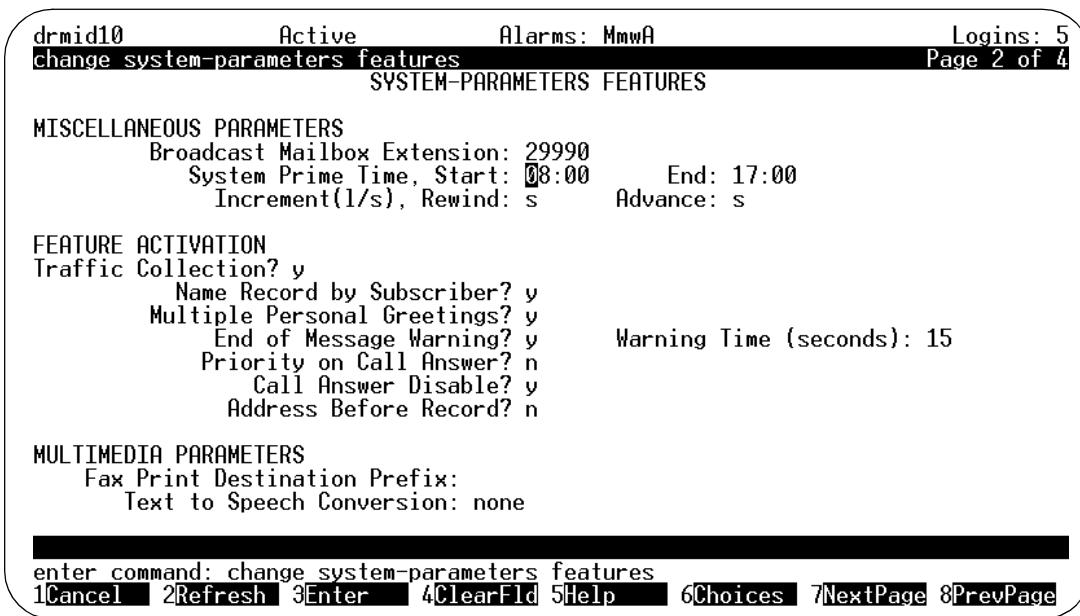 drmid10 Active Alarms: MmwA Logins: 5
change system-parameters features Page 2 of 4
SYSTEM-PARAMETERS FEATURES
MISCELLANEOUS PARAMETERS
Broadcast Mailbox Extension: 29990
System Prime Time, Start: 08:00 End: 17:00
Increment(l/s), Rewind: s Advance: s
FEATURE ACTIVATION
Traffic Collection? y
Name Record by Subscriber? y
Multiple Personal Greetings? y
End of Message Warning? y Warning Time (seconds): 15
Priority on Call Answer? n
Call Answer Disable? y
Address Before Record? n
MULTIMEDIA PARAMETERS
Fax Print Destination Prefix:
Text to Speech Conversion: none
enter command: change system-parameters features
1Cancel 2Refresh 3Enter 4ClearFld 5Help 6Choices 7NextPage 8PrevPage